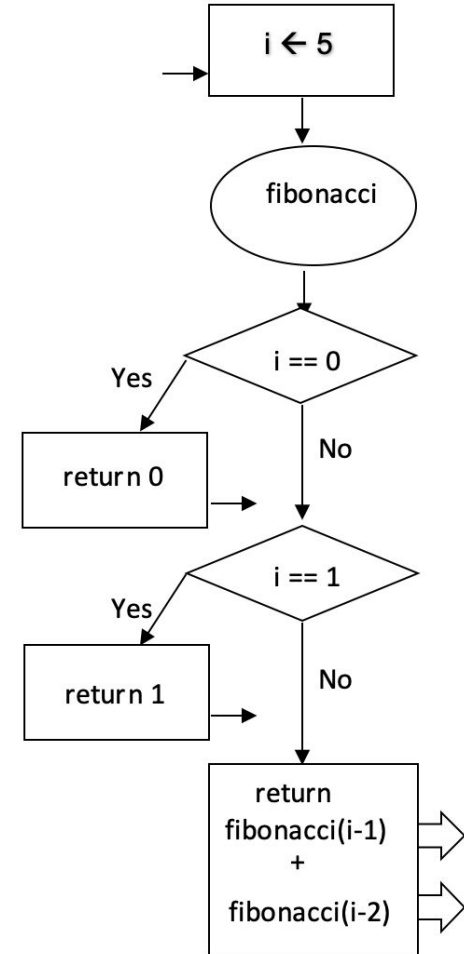 i ← 5
fibonacci
i == 0
Yes
No
return 0
i == 1
Yes
No
return 1
return
fibonacci(i-1)
+
fibonacci(i-2)